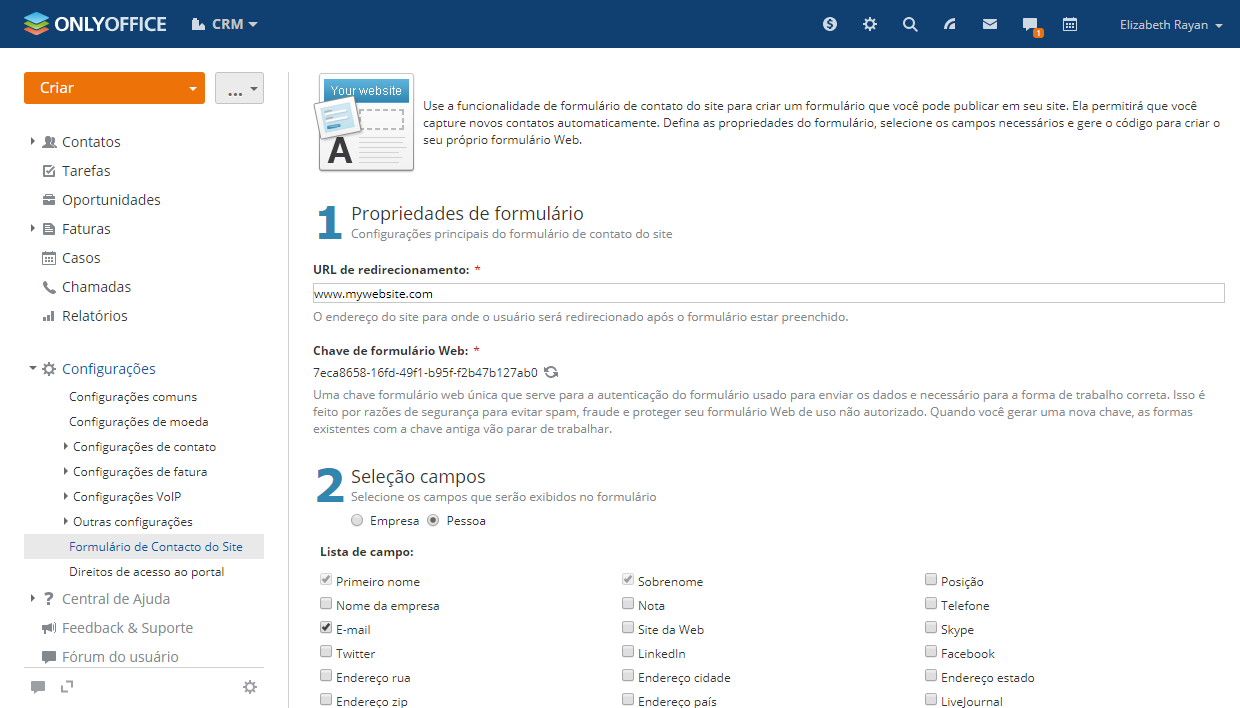 ONLYOFFICE CRM 1 Elizabeth Rayan
Criar ...
Contatos
Tarefas
Oportunidades
Faturas
Casos
Chamadas
Relatórios
Configurações
Configurações comuns
Configurações de moeda
Configurações de contato
Configurações de fatura
Configurações VoIP
Outras configurações
Formulário de Contacto do Site
Direitos de acesso ao portal
Central de Ajuda
Feedback & Suporte
Fórum do usuário
Your website
A
Use a funcionalidade de formulário de contato do site para criar um formulário que você pode publicar em seu site. Ela permitirá que você
capture novos contatos automaticamente. Defina as propriedades do formulário, selecione os campos necessários e gere o código para criar o
seu próprio formulário Web.
1 Propriedades de formulário
Configurações principais do formulário de contato do site
URL de redirecionamento: *
www.mywebsite.com
O endereço do site para onde o usuário será redirecionado após o formulário estar preenchido.
Chave de formulário Web: *
7eca8658-16fd-49f1-b95f-f2b47b127ab0
Uma chave formulário web única que serve para a autenticação do formulário usado para enviar os dados e necessário para a forma de trabalho correta. Isso é
feito por razões de segurança para evitar spam, fraude e proteger seu formulário Web de uso não autorizado. Quando você gerar uma nova chave, as formas
existentes com a chave antiga vão parar de trabalhar.
2 Seleção campos
Selecione os campos que serão exibidos no formulário
Empresa Pessoa
Lista de campo:
Primeiro nome Sobrenome Posição
Nome da empresa Nota Telefone
E-mail Site da Web Skype
Twitter LinkedIn Facebook
Endereço rua Endereço cidade Endereço estado
Endereço zip Endereço país LiveJournal